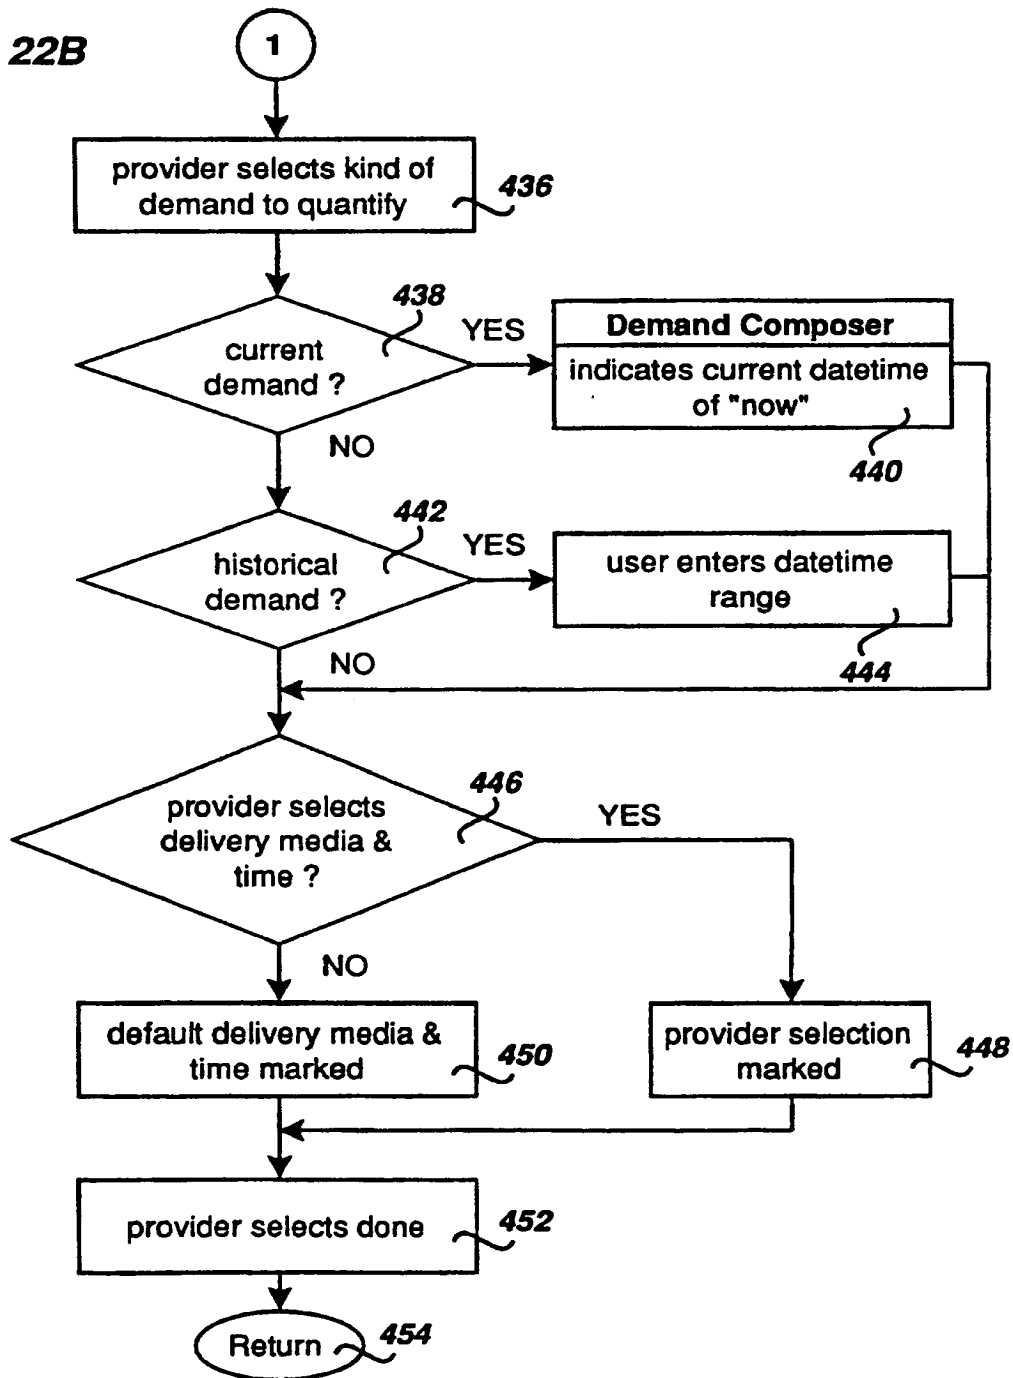 22B
1
provider selects kind of
demand to quantify
436
438
current
demand ?
YES
Demand Composer
indicates current datetime
of "now"
440
NO
442
historical
demand ?
YES
user enters datetime
range
444
NO
446
provider selects
delivery media &
time ?
YES
NO
default delivery media &
time marked
450
provider selection
marked
448
provider selects done
452
Return
454